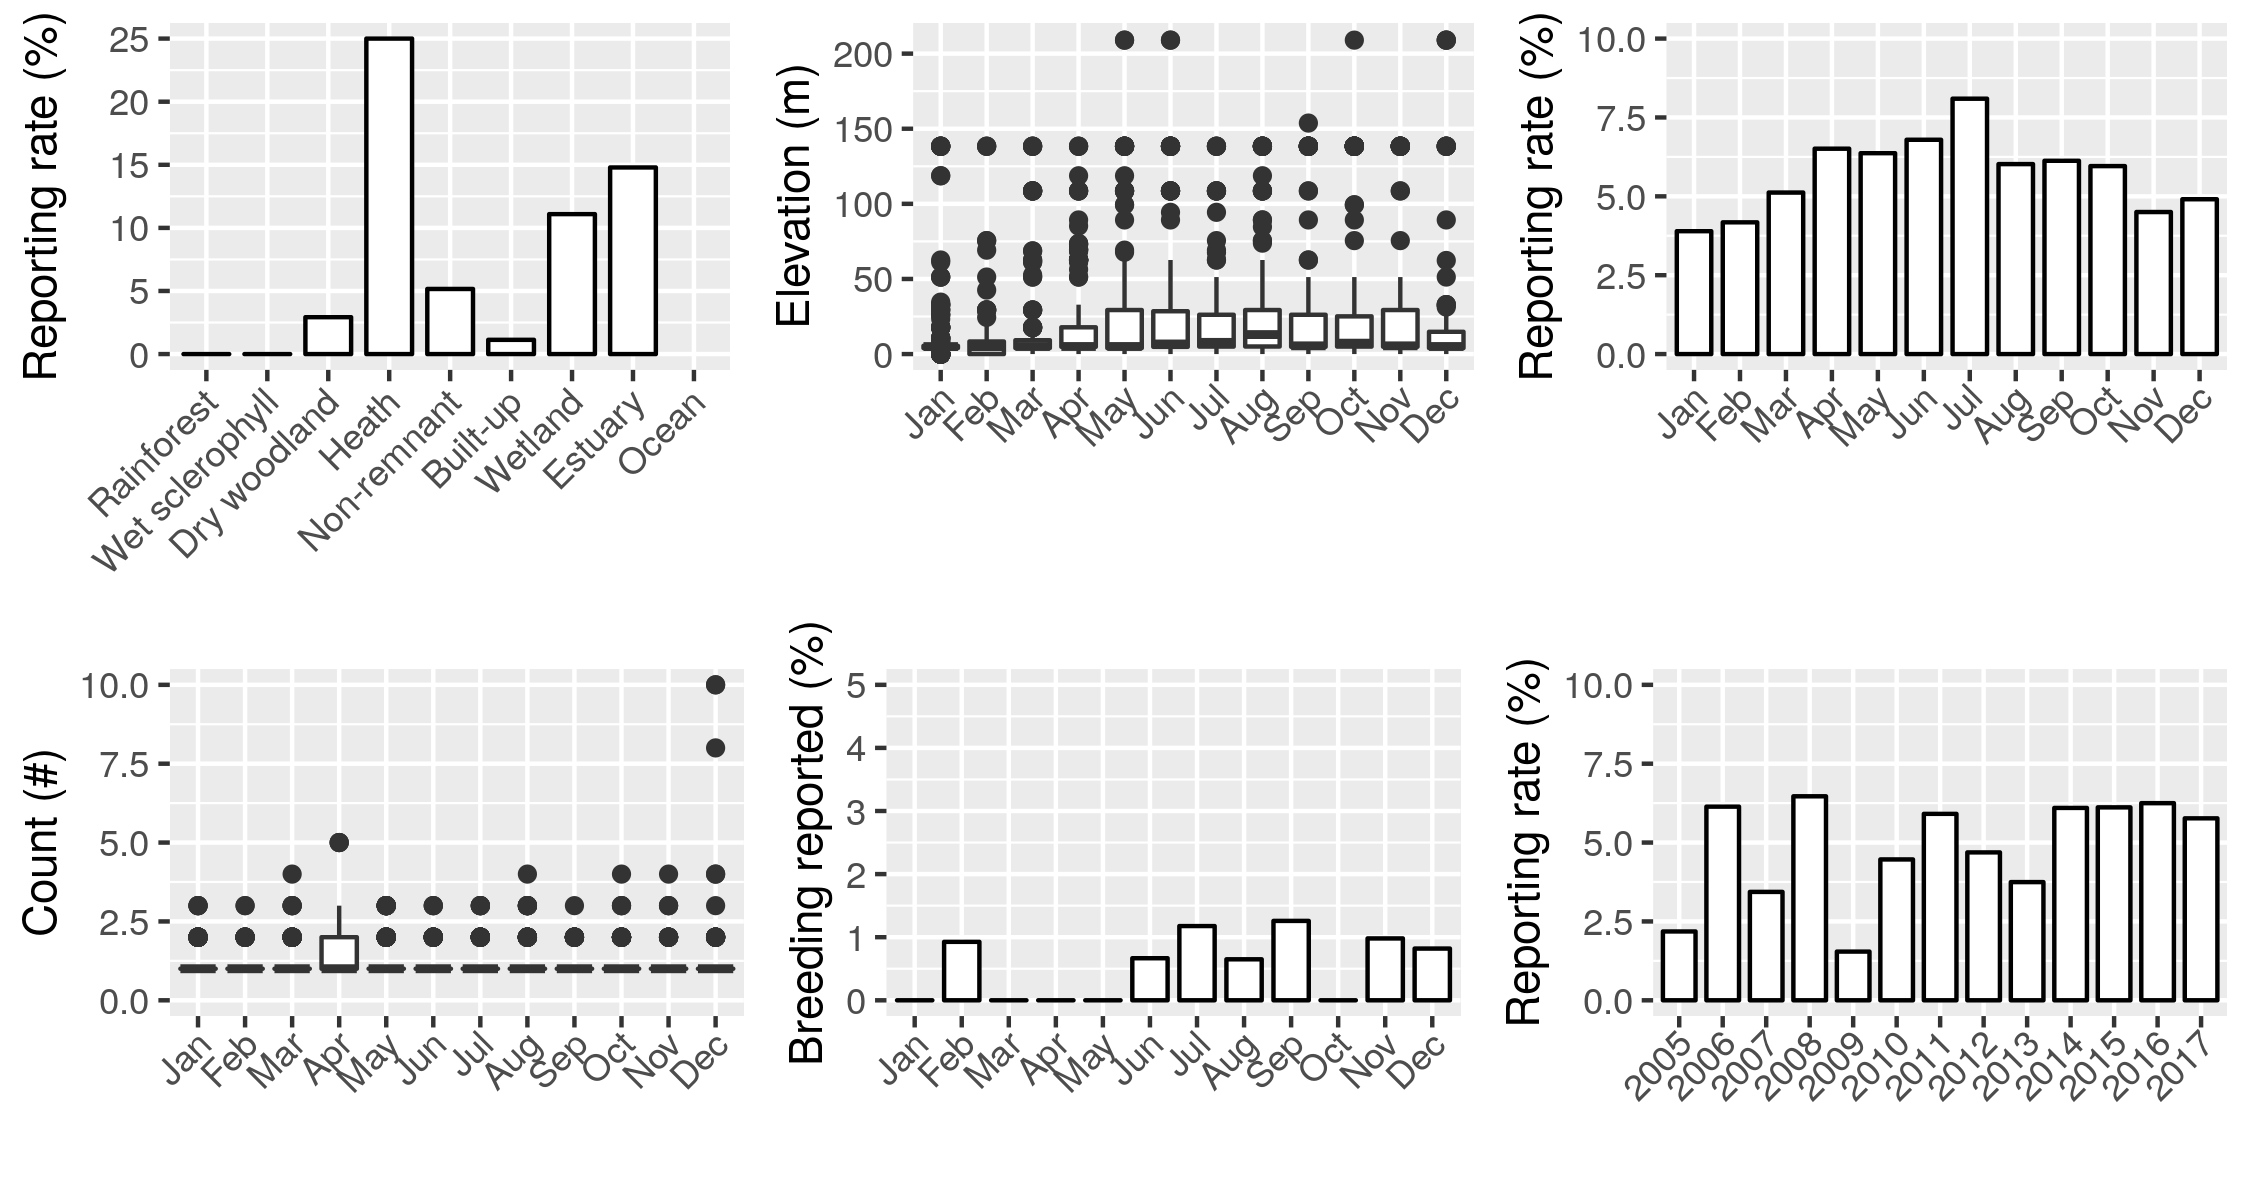 Reporting rate (%)
25
20
15
10
5
0
Rainforest
Wet sclerophyll
Dry woodland
Heath
Non-remnant
Built-up
Wetland
Estuary
Ocean
Elevation (m)
200
150
100
50
0
Jan
Feb
Mar
Apr
May
Jun
Jul
Aug
Sep
Oct
Nov
Dec
Reporting rate (%)
10.0
7.5
5.0
2.5
0.0
Jan
Feb
Mar
Apr
May
Jun
Jul
Aug
Sep
Oct
Nov
Dec
Count (#)
10.0
7.5
5.0
2.5
0.0
Jan
Feb
Mar
Apr
May
Jun
Jul
Aug
Sep
Oct
Nov
Dec
Breeding reported (%)
5
4
3
2
1
0
Jan
Feb
Mar
Apr
May
Jun
Jul
Aug
Sep
Oct
Nov
Dec
Reporting rate (%)
10.0
7.5
5.0
2.5
0.0
2005
2006
2007
2008
2009
2010
2011
2012
2013
2014
2015
2016
2017